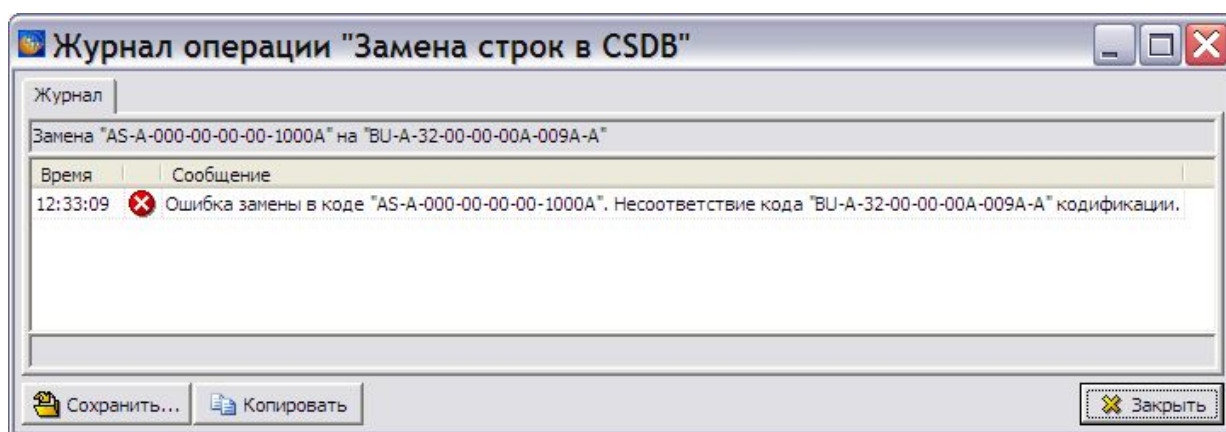 Журнал операции "Замена строк в CSDB"
Журнал
Замена "AS-A-000-00-00-00-1000A" на "BU-A-32-00-00-00A-009A-A"
Время Сообщение
12:33:09 Ошибка замены в коде "AS-A-000-00-00-00-1000A". Несоответствие кода "BU-A-32-00-00-00A-009A-A" кодификации.
Сохранить... Копировать Закрыть